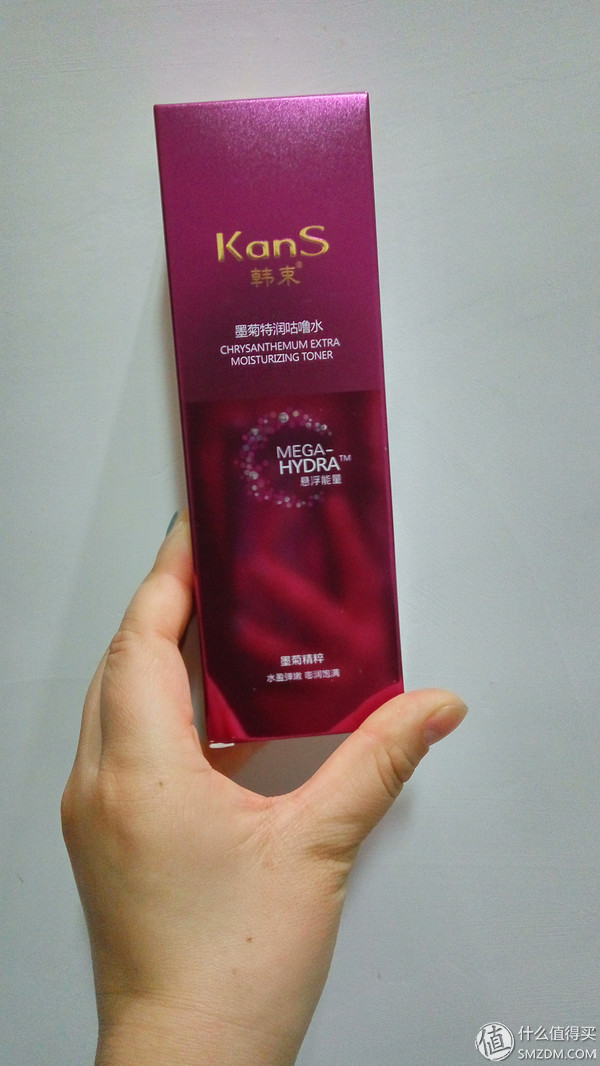 KanS
韩束®
墨菊特润咕噜水
CHRYSANTHEMUM EXTRA
MOISTURIZING TONER
MEGA-
HYDRA™
悬浮能量
墨菊精粹
水盈弹嫩 澎润饱满
值 什么值得买
SMZDM.COM